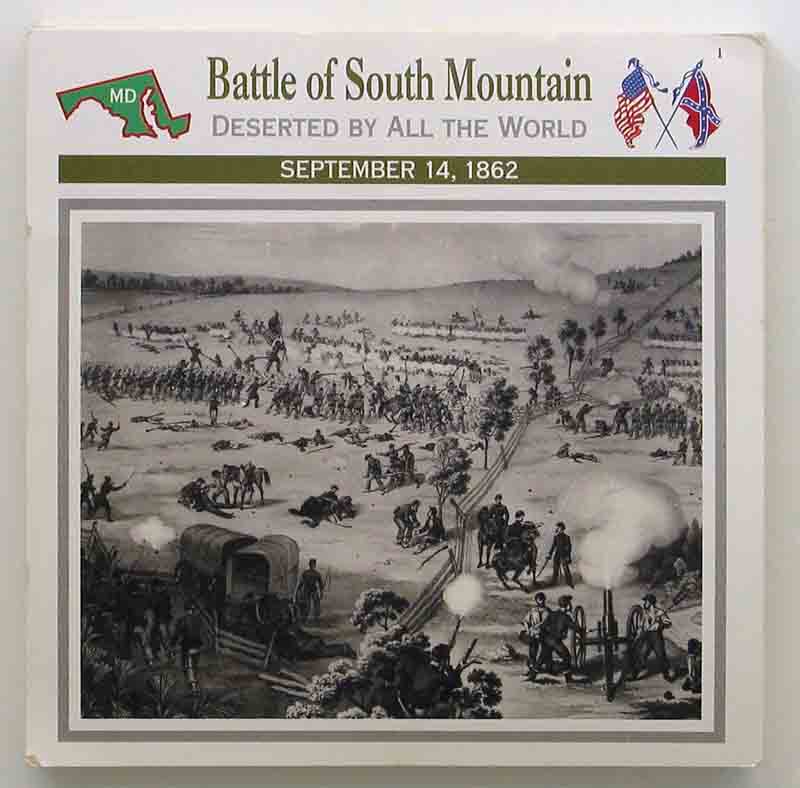 MD
Battle of South Mountain
1
DESERTED BY ALL THE WORLD
SEPTEMBER 14, 1862